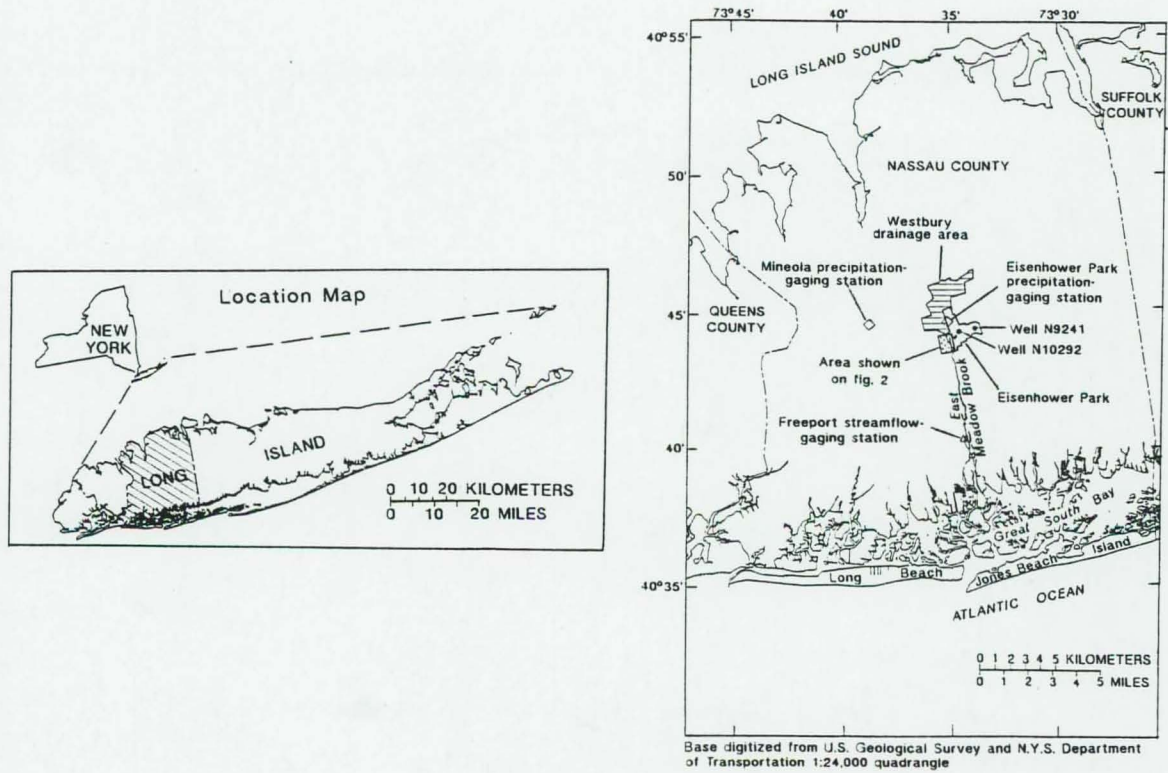 Location Map
NEW
YORK
LONG
ISLAND
0 10 20 KILOMETERS
0 10 20 MILES
73°45'
40'
35'
73°30'
40°55'
50'
45'
40'
40°35'
LONG ISLAND SOUND
SUFFOLK
COUNTY
NASSAU COUNTY
Westbury
drainage area
Mineola precipitation-
gaging station
Eisenhower Park
precipitation-
gaging station
QUEENS
COUNTY
Well N9241
Well N10292
Area shown
on fig. 2
Eisenhower Park
East
Meadow Brook
Freeport streamflow-
gaging station
Great South Bay
Long Beach
Jones Beach Island
ATLANTIC OCEAN
0 1 2 3 4 5 KILOMETERS
0 1 2 3 4 5 MILES
Base digitized from U.S. Geological Survey and N.Y.S. Department
of Transportation 1:24,000 quadrangle